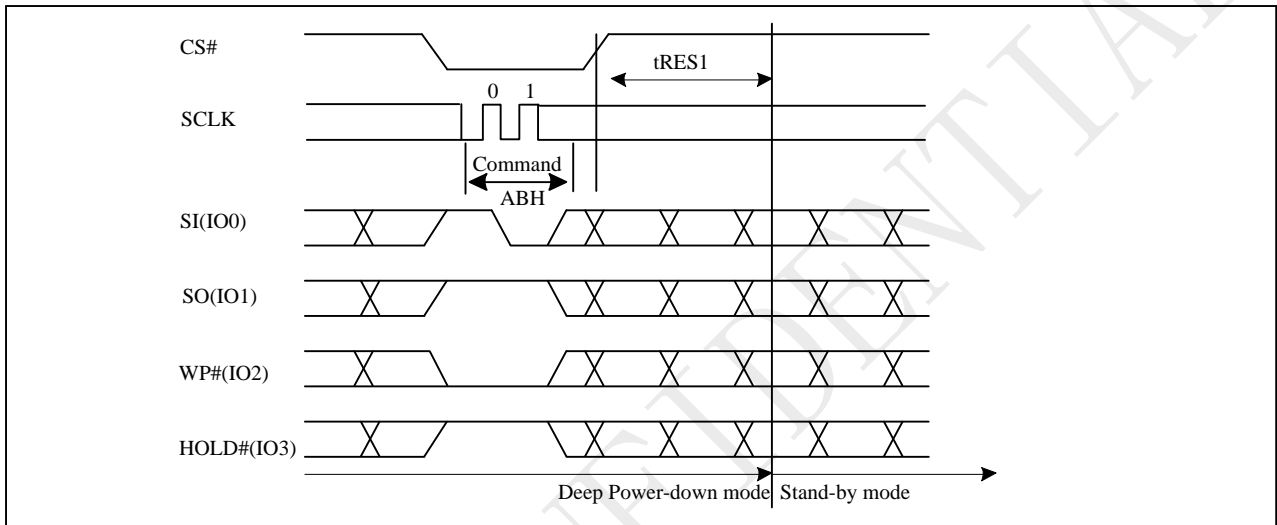 CS#
tRES1
0 1
SCLK
Command
ABH
SI(IO0)
SO(IO1)
WP#(IO2)
HOLD#(IO3)
Deep Power-down mode Stand-by mode